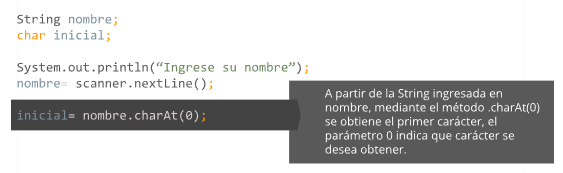 String nombre;
char inicial;
System.out.println(“Ingrese su nombre”);
nombre= scanner.nextLine();
inicial= nombre.charAt(0);
A partir de la String ingresada en
nombre, mediante el método .charAt(0)
se obtiene el primer carácter, el
parámetro 0 indica que carácter se
desea obtener.